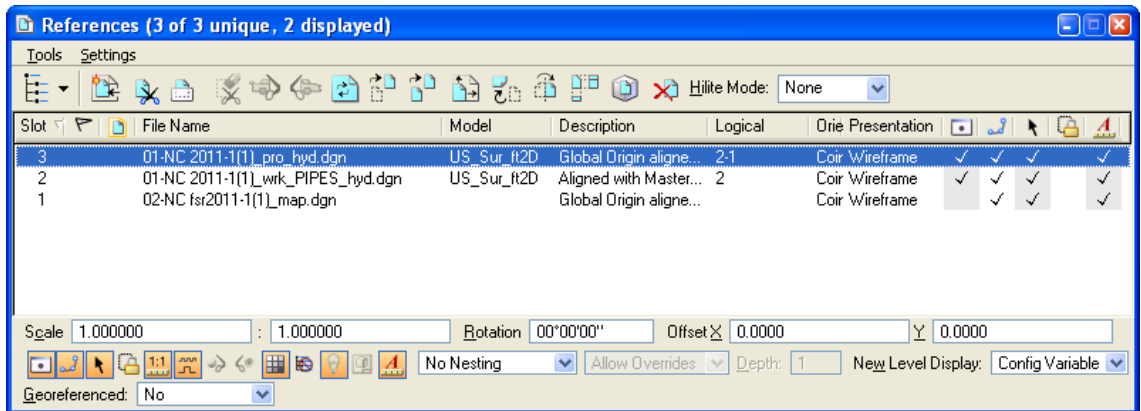 References (3 of 3 unique, 2 displayed)
Tools Settings
Hilite Mode: None
Slot File Name Model Description Logical Orie Presentation
3 01-NC 2011-1(1)_pro_hyd.dgn US_Sur_ft2D Global Origin aligne... 2-1 Coir Wireframe
2 01-NC 2011-1(1)_wrk_PIPES_hyd.dgn US_Sur_ft2D Aligned with Master... 2 Coir Wireframe
1 02-NC fsr2011-1(1)_map.dgn Global Origin aligne... Coir Wireframe
Scale 1.000000 : 1.000000 Rotation 00°00'00" Offset X 0.0000 Y 0.0000
1:1 A No Nesting Allow Overrides Depth: 1 New Level Display: Config Variable
Georeferenced: No